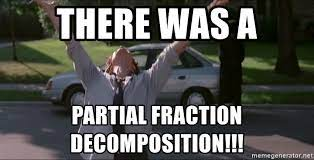 THERE WAS A
PARTIAL FRACTION
DECOMPOSITION!!!
memegenerator.net